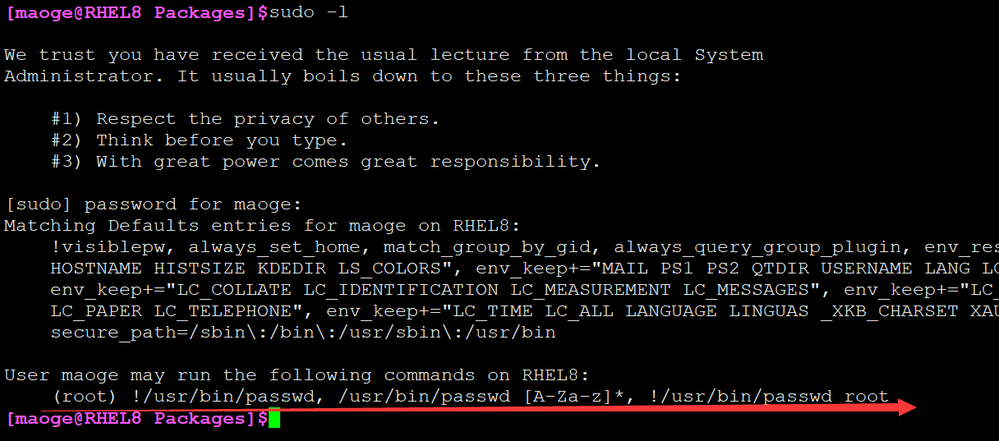 [maoge@RHEL8 Packages]$sudo -l
We trust you have received the usual lecture from the local System
Administrator. It usually boils down to these three things:
#1) Respect the privacy of others.
#2) Think before you type.
#3) With great power comes great responsibility.
[sudo] password for maoge:
Matching Defaults entries for maoge on RHEL8:
!visiblepw, always_set_home, match_group_by_gid, always_query_group_plugin, env_res
HOSTNAME HISTSIZE KDEDIR LS_COLORS", env_keep+="MAIL PS1 PS2 QTDIR USERNAME LANG LC
env_keep+="LC_COLLATE LC_IDENTIFICATION LC_MEASUREMENT LC_MESSAGES", env_keep+="LC_
LC_PAPER LC_TELEPHONE", env_keep+="LC_TIME LC_ALL LANGUAGE LINGUAS _XKB_CHARSET XAU
secure_path=/sbin\:/bin\:/usr/sbin\:/usr/bin
User maoge may run the following commands on RHEL8:
(root) !/usr/bin/passwd, /usr/bin/passwd [A-Za-z]*, !/usr/bin/passwd root
[maoge@RHEL8 Packages]$